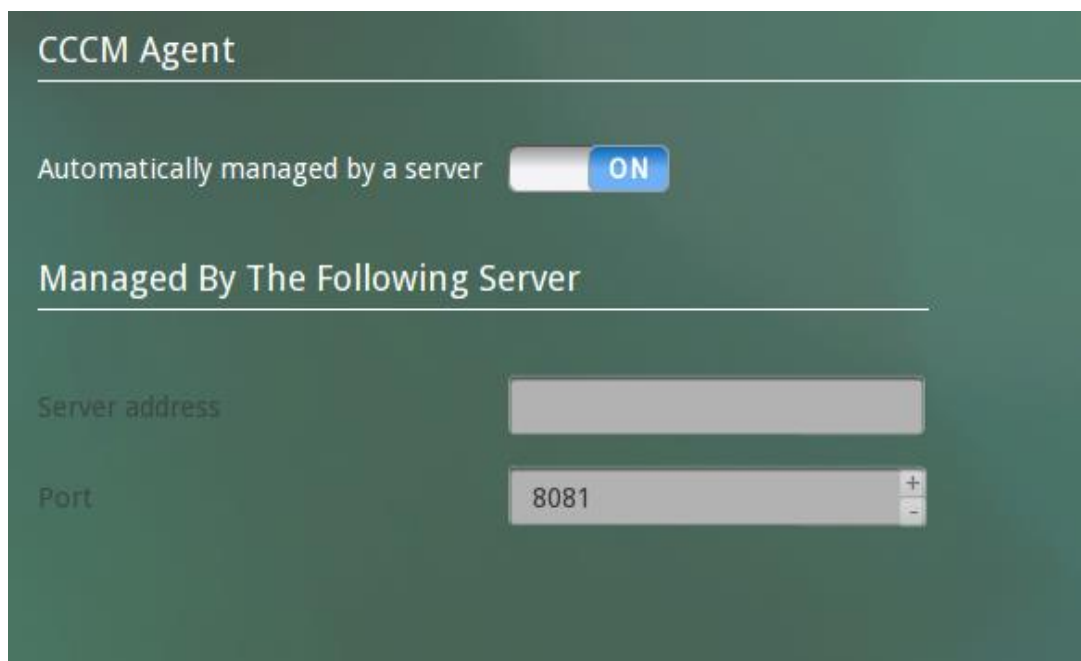 CCCM Agent
Automatically managed by a server ON
Managed By The Following Server
Server address
Port 8081 + -